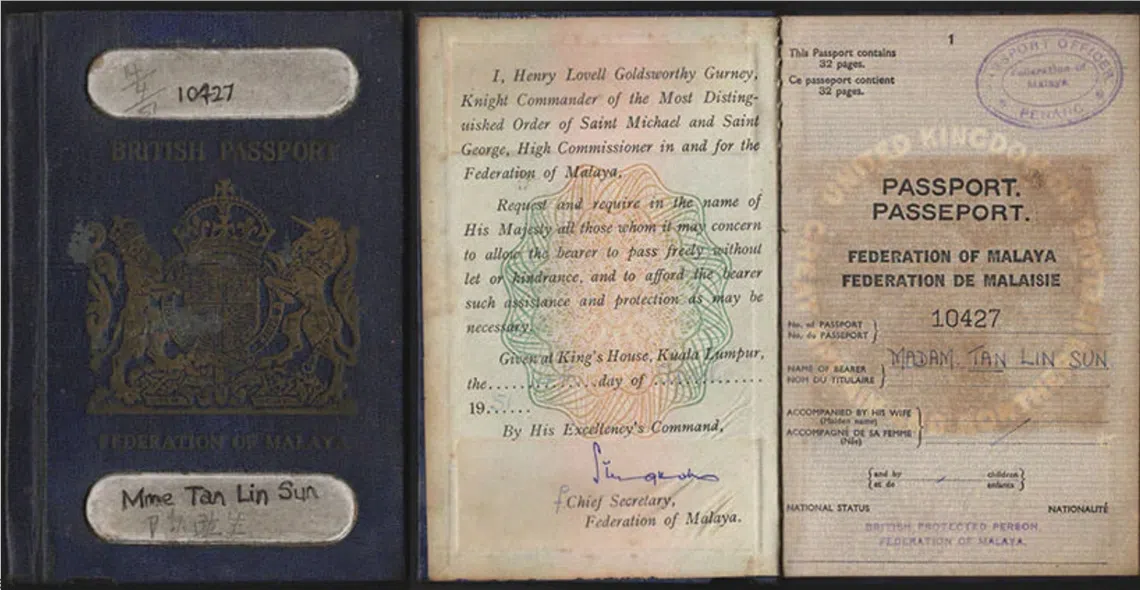 10427
BRITISH PASSPORT
FEDERATION OF MALAYA
Mme Tan Lin Sun
I, Henry Lovell Goldsworthy Gurney,
Knight Commander of the Most Disting-
uished Order of Saint Michael and Saint
George, High Commissioner in and for the
Federation of Malaya,
Request and require in the name of
His Majesty all those whom it may concern
to allow the bearer to pass freely without
let or hindrance, and to afford the bearer
such assistance and protection as may be
necessary.
Given at King's House, Kuala Lumpur,
the..................day of ..................
19......
By His Excellency's Command,
Chief Secretary,
Federation of Malaya.
1
This Passport contains
32 pages.
Ce passeport contient
32 pages.
PASSPORT OFFICER
Federation of
Malaya
PENANG
UNITED KINGDOM OF
PASSPORT.
PASSEPORT.
FEDERATION OF MALAYA
FEDERATION DE MALAISIE
No. of PASSPORT
No. du PASSEPORT
10427
NAME OF BEARER
NOM DU TITULAIRE
MADAM TAN LIN SUN
ACCOMPANIED BY HIS WIFE
(Maiden name)
ACCOMPAGNÉ DE SA FEMME
(Née)
and by children
et de enfants
NATIONAL STATUS NATIONALITÉ
BRITISH PROTECTED PERSON,
FEDERATION OF MALAYA.